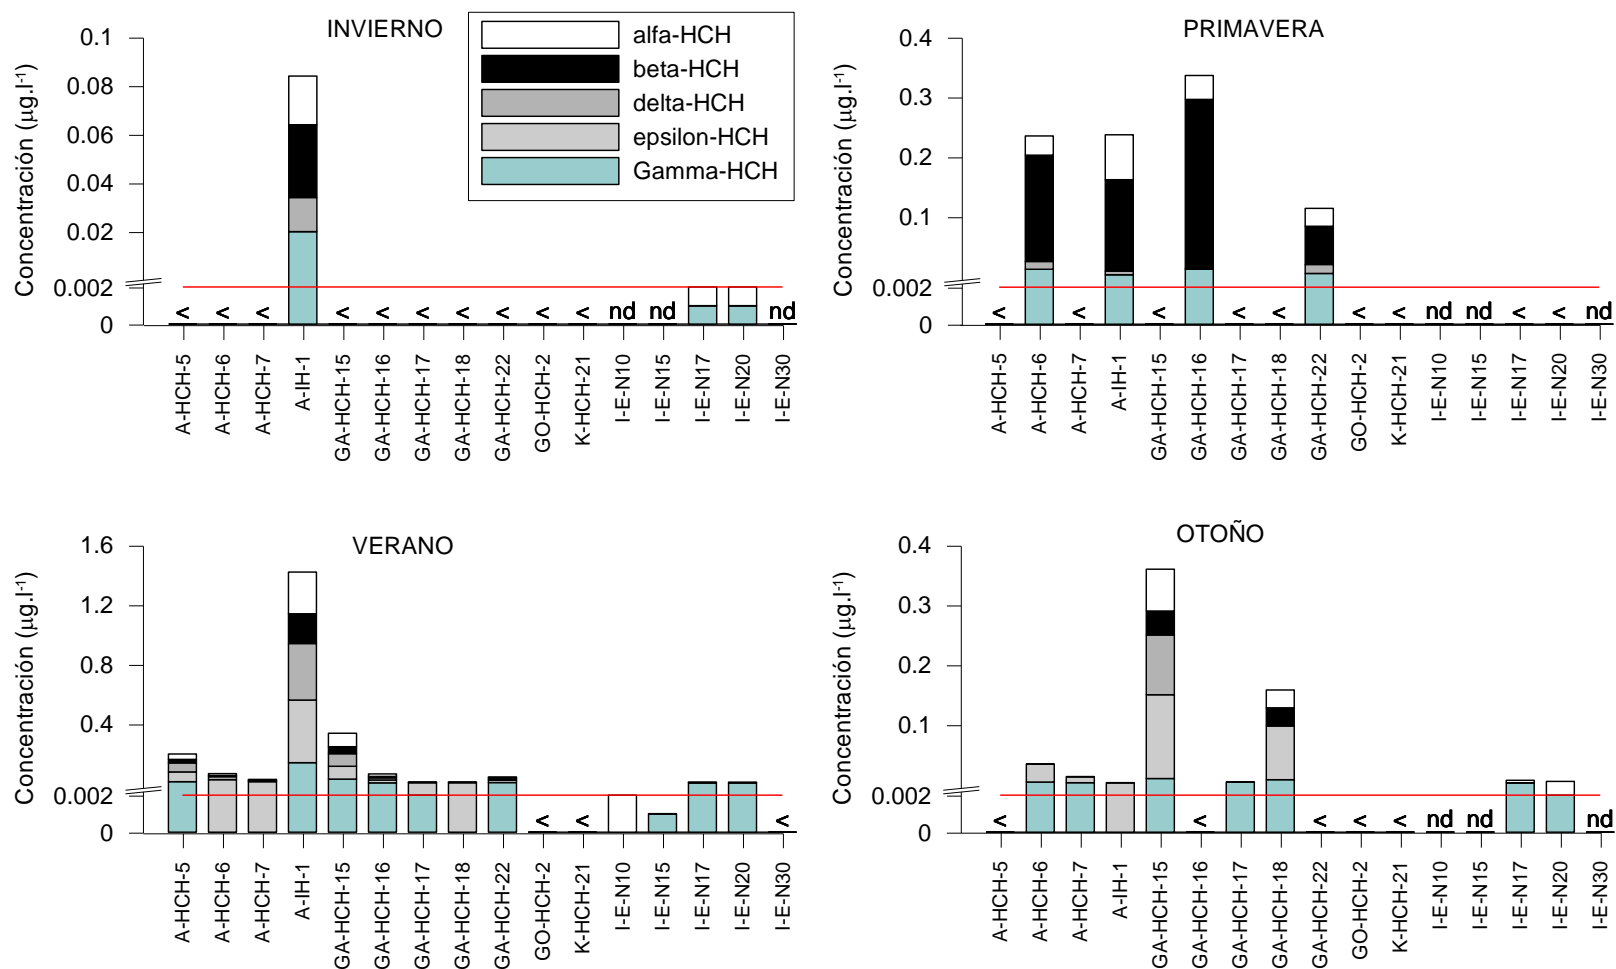 INVIERNO
alfa-HCH
beta-HCH
delta-HCH
epsilon-HCH
Gamma-HCH
Concentración (µg.l-1)
0.1
0.08
0.06
0.04
0.02
0.002
0
< < < < < < < < < < nd nd nd
A-HCH-5
A-HCH-6
A-HCH-7
A-IH-1
GA-HCH-15
GA-HCH-16
GA-HCH-17
GA-HCH-18
GA-HCH-22
GO-HCH-2
K-HCH-21
I-E-N10
I-E-N15
I-E-N17
I-E-N20
I-E-N30
PRIMAVERA
Concentración (µg.l-1)
0.4
0.3
0.2
0.1
0.002
0
< < < < < < < nd nd < < nd
A-HCH-5
A-HCH-6
A-HCH-7
A-IH-1
GA-HCH-15
GA-HCH-16
GA-HCH-17
GA-HCH-18
GA-HCH-22
GO-HCH-2
K-HCH-21
I-E-N10
I-E-N15
I-E-N17
I-E-N20
I-E-N30
VERANO
Concentración (µg.l-1)
1.6
1.2
0.8
0.4
0.002
0
< < <
A-HCH-5
A-HCH-6
A-HCH-7
A-IH-1
GA-HCH-15
GA-HCH-16
GA-HCH-17
GA-HCH-18
GA-HCH-22
GO-HCH-2
K-HCH-21
I-E-N10
I-E-N15
I-E-N17
I-E-N20
I-E-N30
OTOÑO
Concentración (µg.l-1)
0.4
0.3
0.2
0.1
0.002
0
< < < < < nd nd nd
A-HCH-5
A-HCH-6
A-HCH-7
A-IH-1
GA-HCH-15
GA-HCH-16
GA-HCH-17
GA-HCH-18
GA-HCH-22
GO-HCH-2
K-HCH-21
I-E-N10
I-E-N15
I-E-N17
I-E-N20
I-E-N30